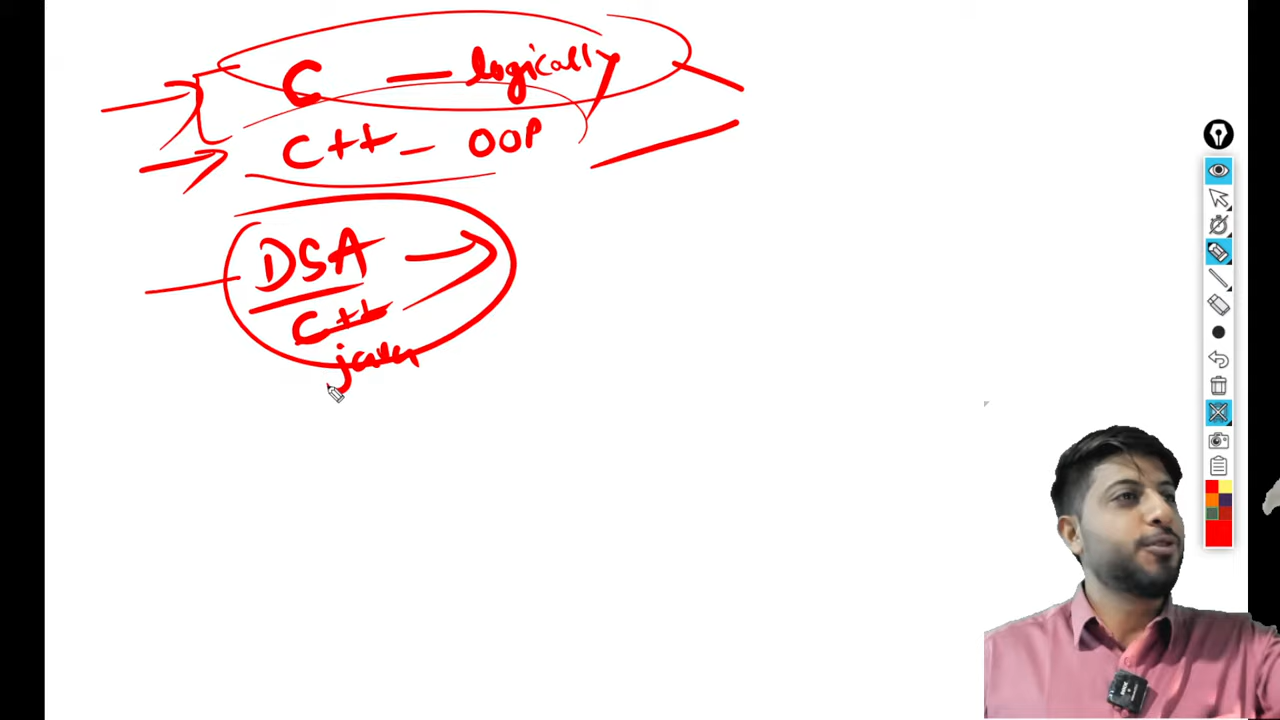 C — logically
C++ - OOP
DSA
C++
java